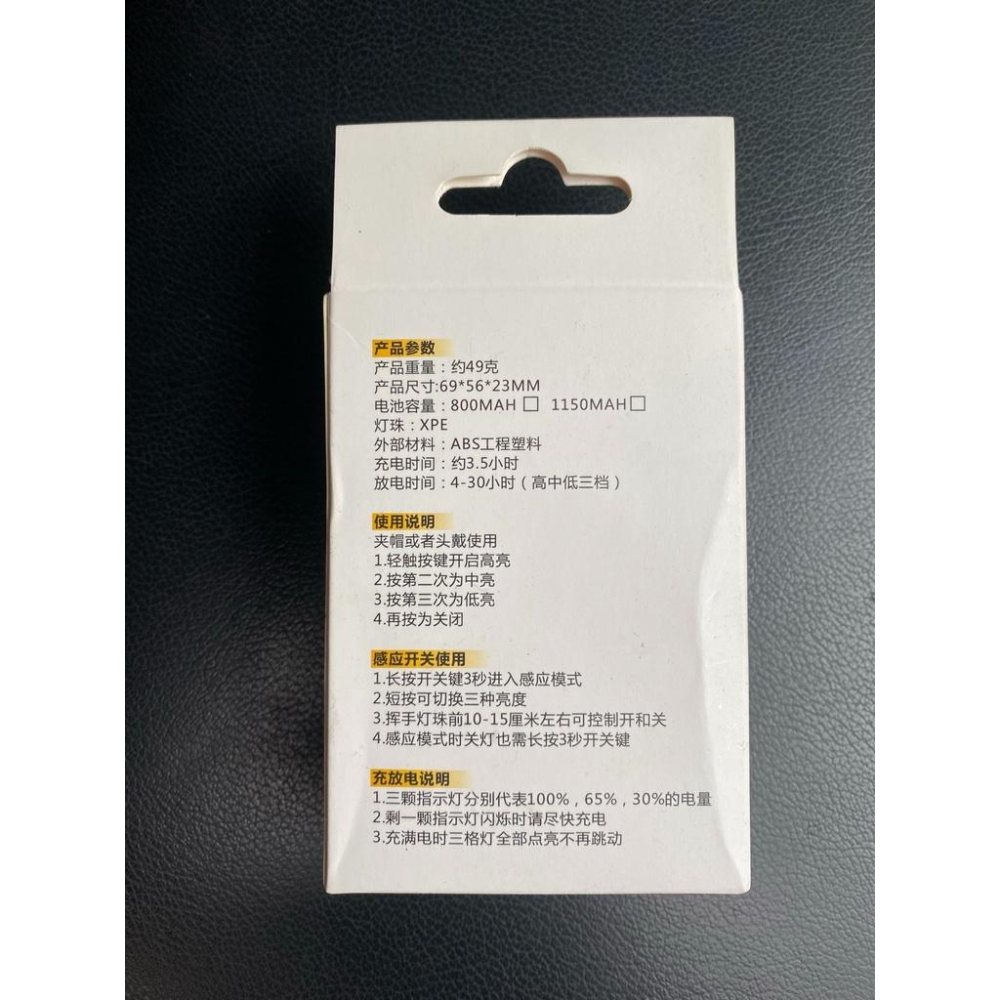 产品参数
产品重量：约49克
产品尺寸:69*56*23MM
电池容量：800MAH □ 1150MAH□
灯珠：XPE
外部材料：ABS工程塑料
充电时间：约3.5小时
放电时间：4-30小时（高中低三档）
使用说明
夹帽或者头戴使用
1.轻触按键开启高亮
2.按第二次为中亮
3.按第三次为低亮
4.再按为关闭
感应开关使用
1.长按开关键3秒进入感应模式
2.短按可切换三种亮度
3.挥手灯珠前10-15厘米左右可控制开和关
4.感应模式时关灯也需长按3秒开关键
充放电说明
1.三颗指示灯分别代表100%，65%，30%的电量
2.剩一颗指示灯闪烁时请尽快充电
3.充满电时三格灯全部点亮不再跳动